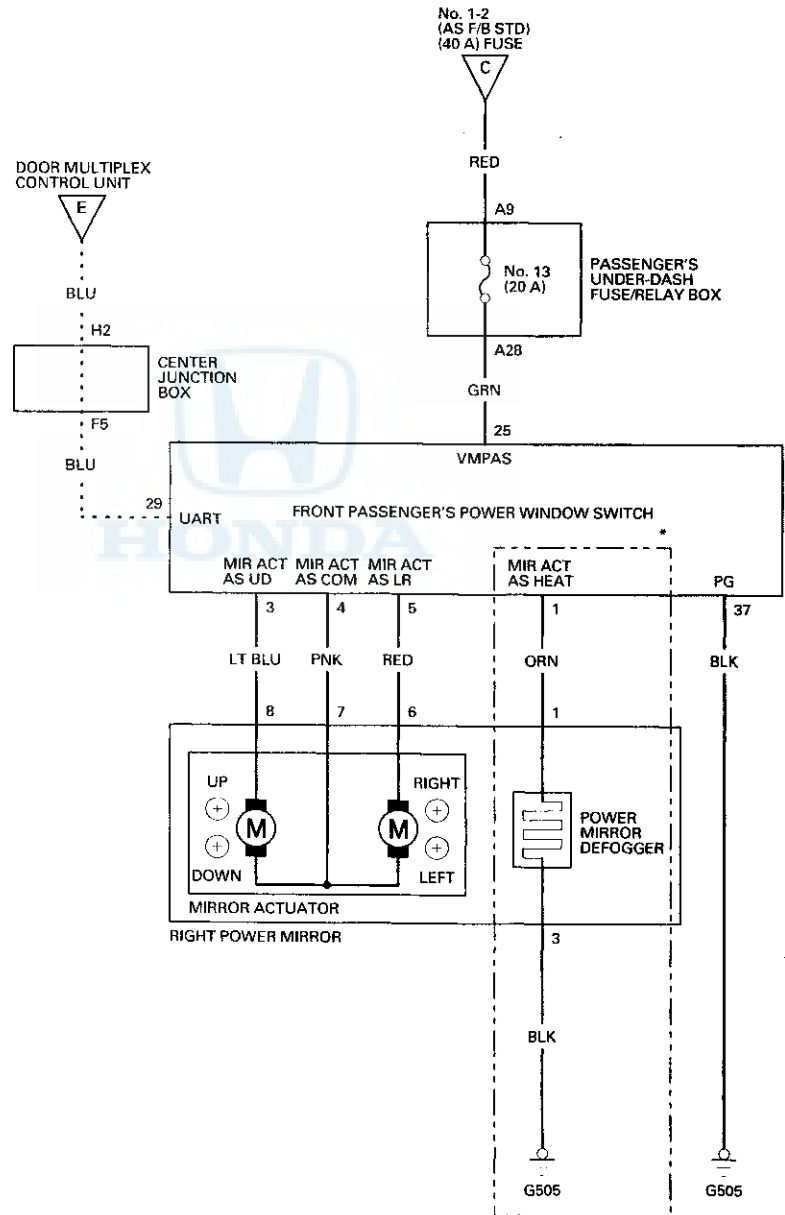 No. 1-2
(AS F/B STD)
(40 A) FUSE
C
RED
A9
No. 13
(20 A)
PASSENGER'S
UNDER-DASH
FUSE/RELAY BOX
A28
GRN
25
DOOR MULTIPLEX
CONTROL UNIT
E
BLU
H2
CENTER
JUNCTION
BOX
F5
BLU
29
VMPAS
UART
FRONT PASSENGER'S POWER WINDOW SWITCH
*
HONDA
MIR ACT
AS UD
MIR ACT
AS COM
MIR ACT
AS LR
MIR ACT
AS HEAT
PG
3 4 5 1 37
LT BLU PNK RED ORN BLK
8 7 6 1
UP
+
+
DOWN
M
M
RIGHT
+
+
LEFT
MIRROR ACTUATOR
POWER
MIRROR
DEFOGGER
RIGHT POWER MIRROR
3
BLK
G505 G505